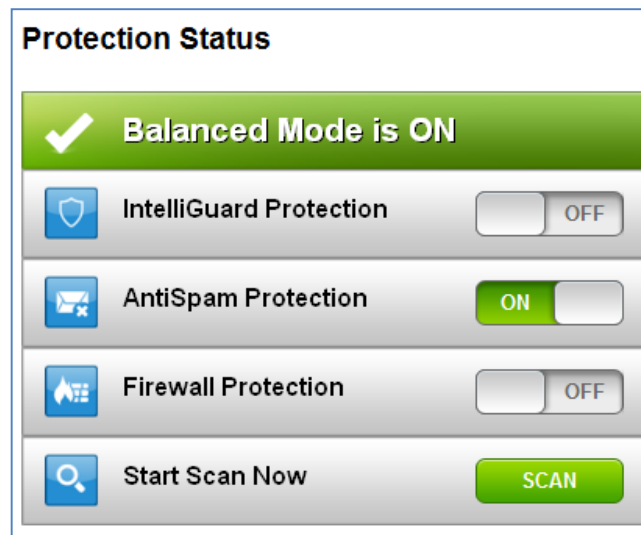 Protection Status
Balanced Mode is ON
IntelliGuard Protection OFF
AntiSpam Protection ON
Firewall Protection OFF
Start Scan Now SCAN